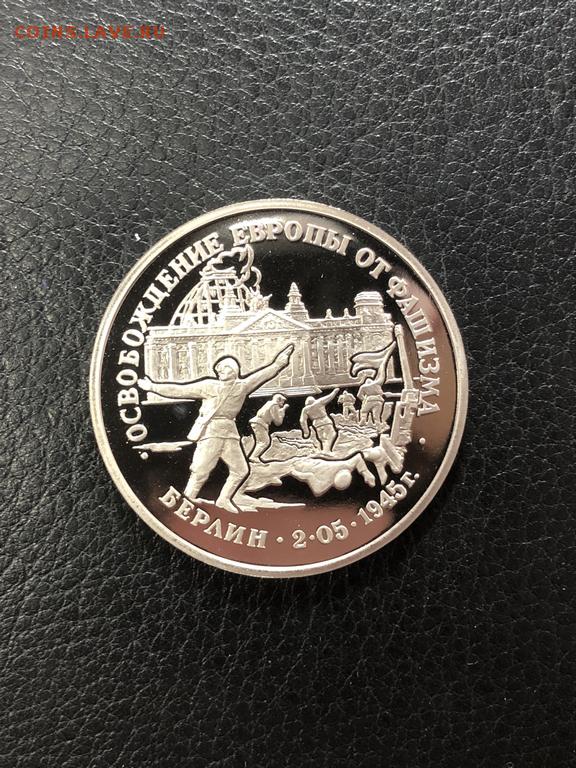 COINS.LAVE.RU
·ОСВОБОЖДЕНИЕ ЕВРОПЫ ОТ ФАШИЗМА·
БЕРЛИН · 2·05·1945г.